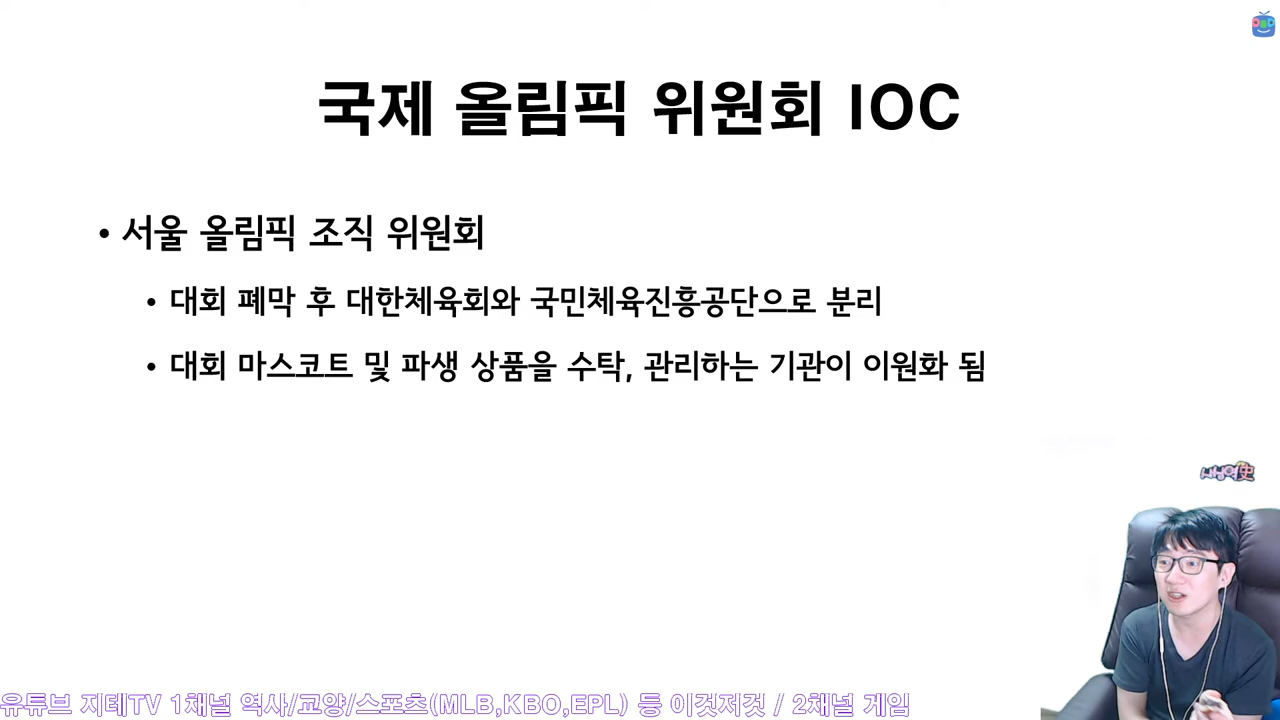 국제 올림픽 위원회 IOC
• 서울 올림픽 조직 위원회
• 대회 폐막 후 대한체육회와 국민체육진흥공단으로 분리
• 대회 마스코트 및 파생 상품을 수탁, 관리하는 기관이 이원화 됨
유튜브 지테TV 1채널 역사/교양/스포츠(MLB,KBO,EPL) 등 이것저것 / 2채널 게임